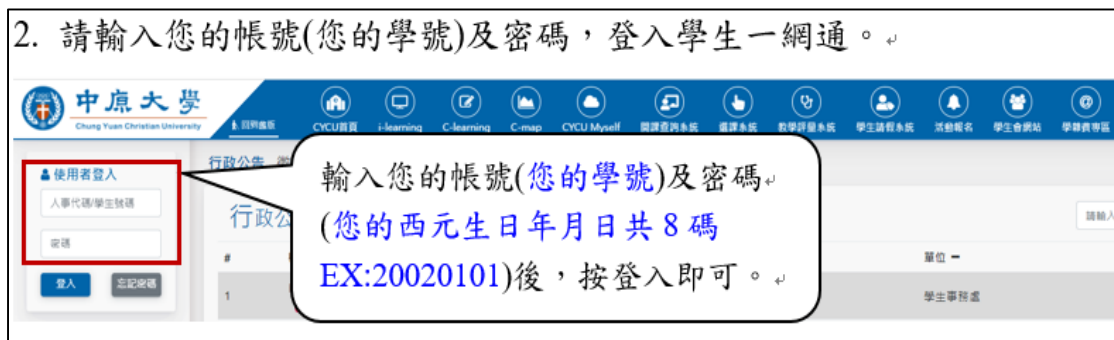 2. 請輸入您的帳號(您的學號)及密碼，登入學生一網通。
中原大學
Chung Yuan Christian University
回到舊版
CYCU首頁
i-learning
C-learning
C-map
CYCU Myself
開課查詢系統
選課系統
教學評量系統
學生請假系統
活動報名
學生會網站
學雜費專區
使用者登入
人事代碼/學生號碼
密碼
登入
忘記密碼
行政公告
行政公
請輸入
#
單位
1
學生事務處
輸入您的帳號(您的學號)及密碼
(您的西元生日年月日共8碼
EX:20020101)後，按登入即可。